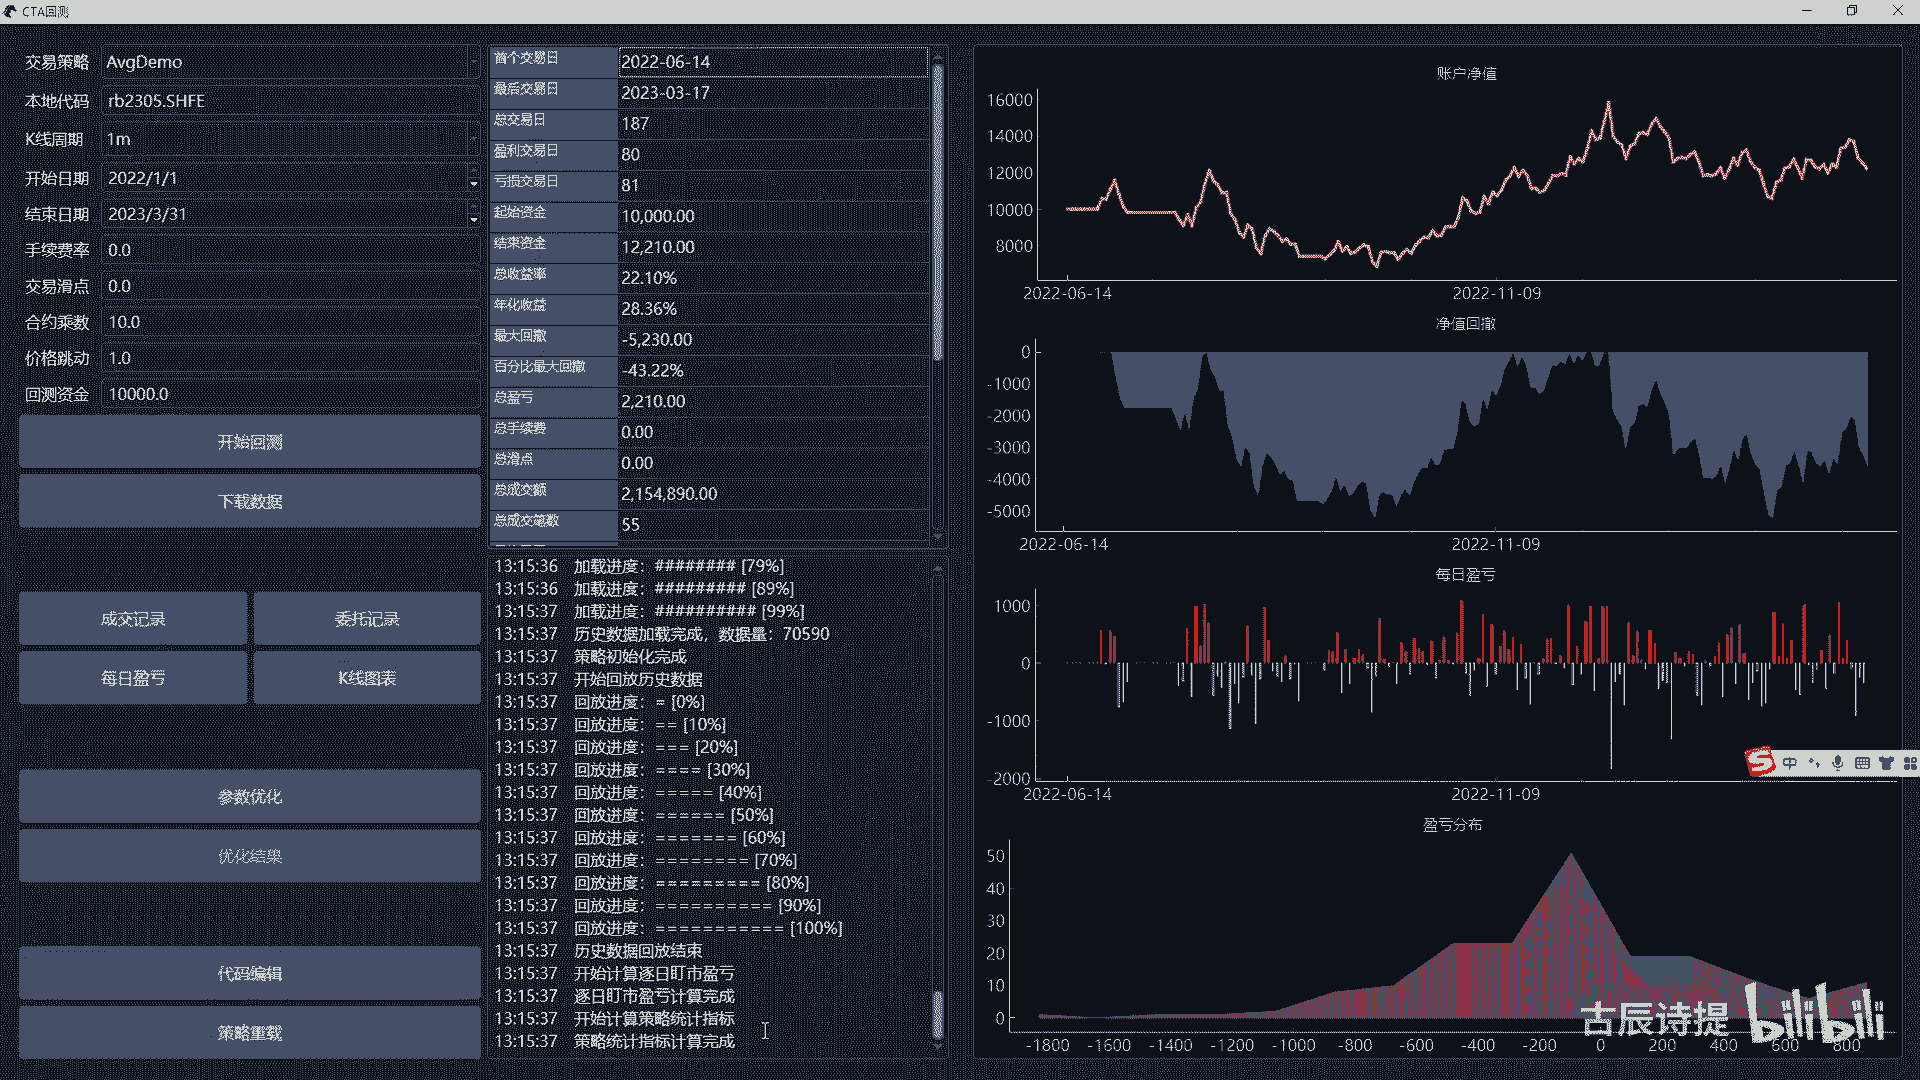 CTA回测
交易策略 AvgDemo
本地代码 rb2305.SHFE
K线周期 1m
开始日期 2022/1/1
结束日期 2023/3/31
手续费率 0.0
交易滑点 0.0
合约乘数 10.0
价格跳动 1.0
回测资金 10000.0
开始回测
下载数据
成交记录 委托记录
每日盈亏 K线图表
参数优化
优化结果
代码编辑
策略重载
首个交易日 2022-06-14
最后交易日 2023-03-17
总交易日 187
盈利交易日 80
亏损交易日 81
起始资金 10,000.00
结束资金 12,210.00
总收益率 22.10%
年化收益 28.36%
最大回撤 -5,230.00
百分比最大回撤 -43.22%
总盈亏 2,210.00
总手续费 0.00
总滑点 0.00
总成交额 2,154,890.00
总成交笔数 55
13:15:36 加载进度：######## [79%]
13:15:36 加载进度：######### [89%]
13:15:37 加载进度：########## [99%]
13:15:37 历史数据加载完成，数据量：70590
13:15:37 策略初始化完成
13:15:37 开始回放历史数据
13:15:37 回放进度：= [0%]
13:15:37 回放进度：== [10%]
13:15:37 回放进度：=== [20%]
13:15:37 回放进度：==== [30%]
13:15:37 回放进度：===== [40%]
13:15:37 回放进度：====== [50%]
13:15:37 回放进度：======= [60%]
13:15:37 回放进度：======== [70%]
13:15:37 回放进度：========= [80%]
13:15:37 回放进度：========== [90%]
13:15:37 回放进度：=========== [100%]
13:15:37 历史数据回放结束
13:15:37 开始计算逐日盯市盈亏
13:15:37 逐日盯市盈亏计算完成
13:15:37 开始计算策略统计指标
13:15:37 策略统计指标计算完成
账户净值
16000
14000
12000
10000
8000
2022-06-14 2022-11-09
净值回撤
0
-1000
-2000
-3000
-4000
-5000
2022-06-14 2022-11-09
每日盈亏
1000
0
-1000
-2000
2022-06-14 2022-11-09
S 中
盈亏分布
50
40
30
20
10
0
-1800 -1600 -1400 -1200 -1000 -800 -600 -400 -200 0 200 400 600 800
古辰诗提 bilibili